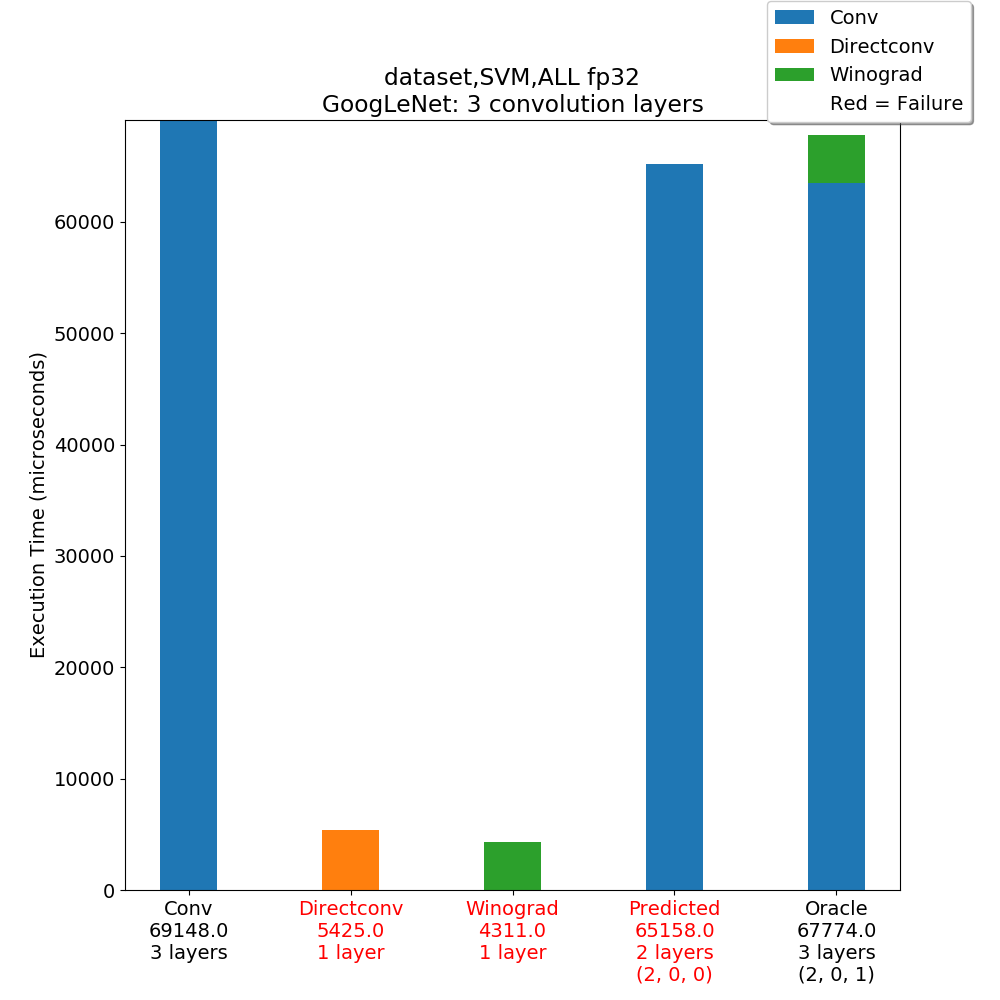 Conv
Directconv
Winograd
Red = Failure
dataset,SVM,ALL fp32
GoogLeNet: 3 convolution layers
Execution Time (microseconds)
60000
50000
40000
30000
20000
10000
0
Conv
69148.0
3 layers
Directconv
5425.0
1 layer
Winograd
4311.0
1 layer
Predicted
65158.0
2 layers
(2, 0, 0)
Oracle
67774.0
3 layers
(2, 0, 1)